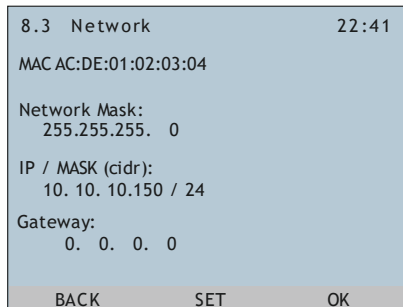 8.3 Network 22:41
MAC AC:DE:01:02:03:04
Network Mask:
255.255.255. 0
IP / MASK (cidr):
10. 10. 10.150 / 24
Gateway:
0. 0. 0. 0
BACK SET OK